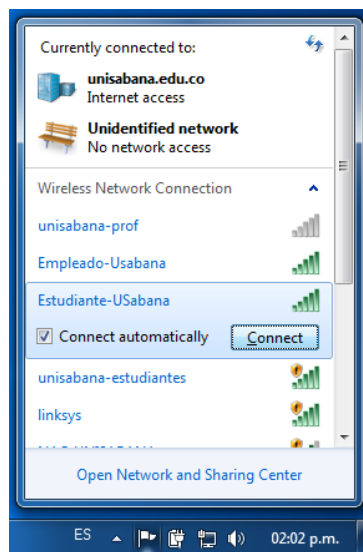 Currently connected to:
unisabana.edu.co
Internet access
Unidentified network
No network access
Wireless Network Connection
unisabana-prof
Empleado-Usabana
Estudiante-USabana
Connect automatically
Connect
unisabana-estudiantes
linksys
Open Network and Sharing Center
ES
02:02 p.m.